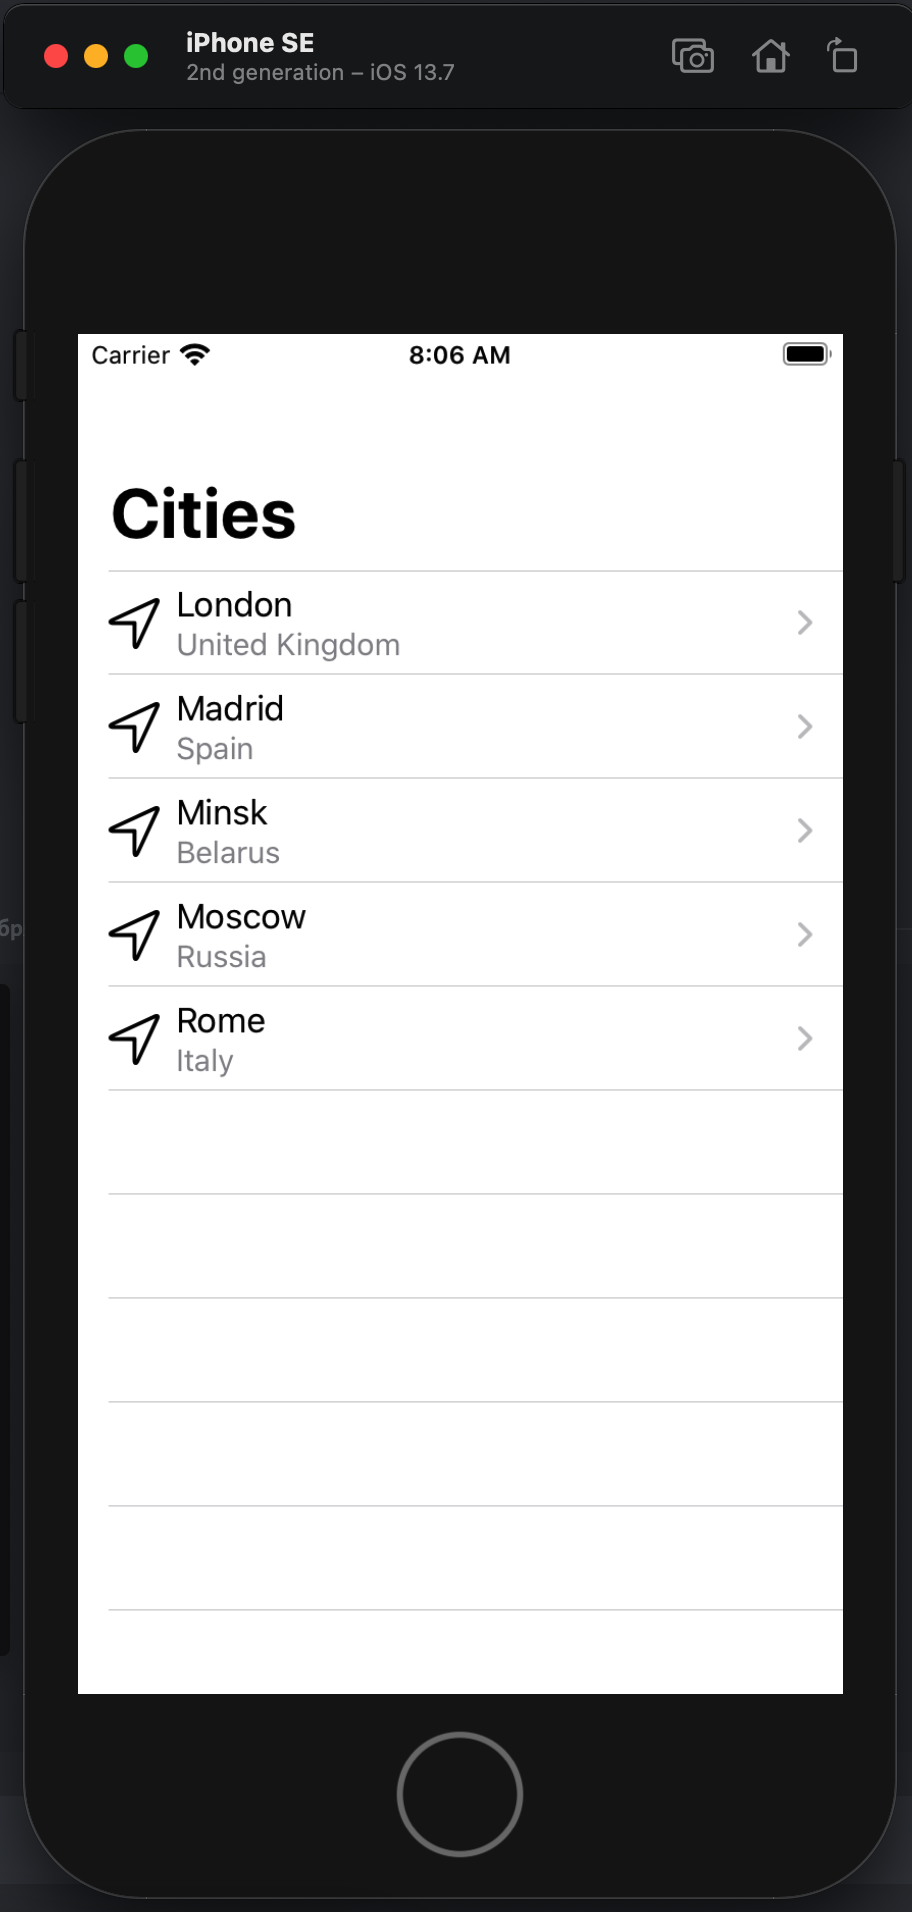 iPhone SE
2nd generation – iOS 13.7
Carrier 8:06 AM
Cities
London
United Kingdom
Madrid
Spain
Minsk
Belarus
Moscow
Russia
Rome
Italy